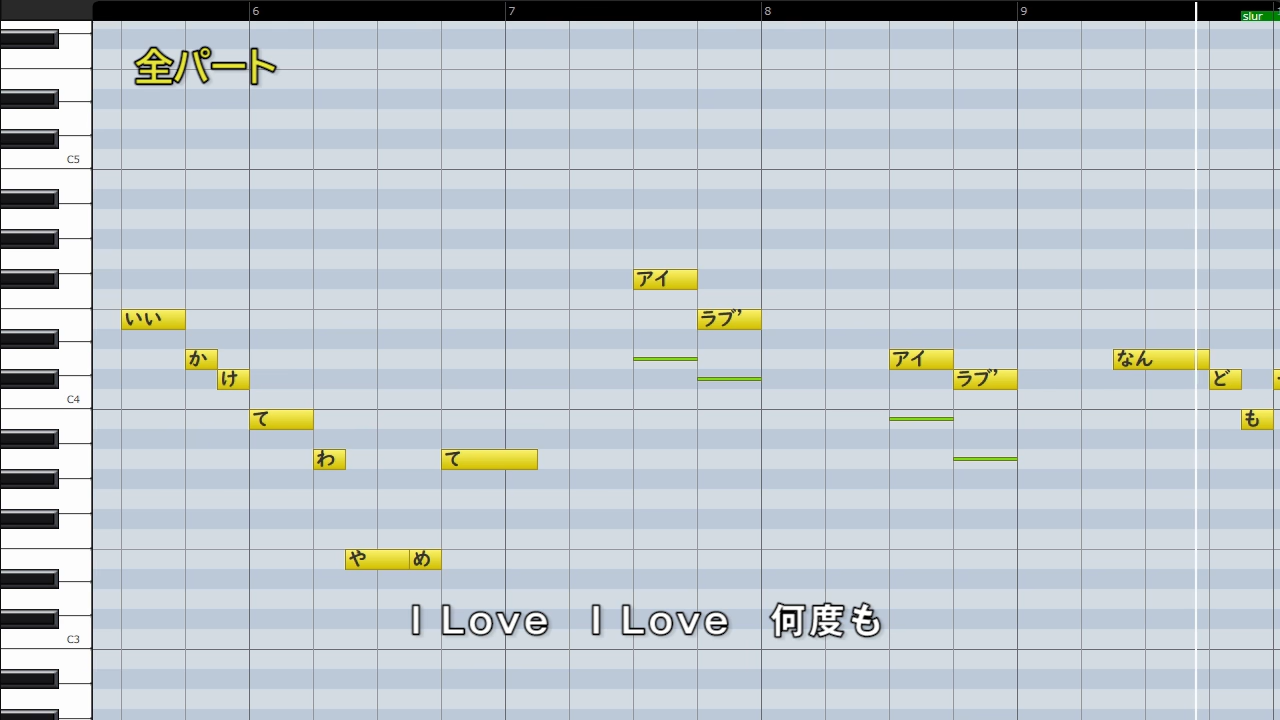 6 7 8 9
slur
全パート
C5
アイ
いい ラブ’
か アイ なん
け ラブ’ ど
C4
て も
わ て
や め
I Love I Love 何度も
C3